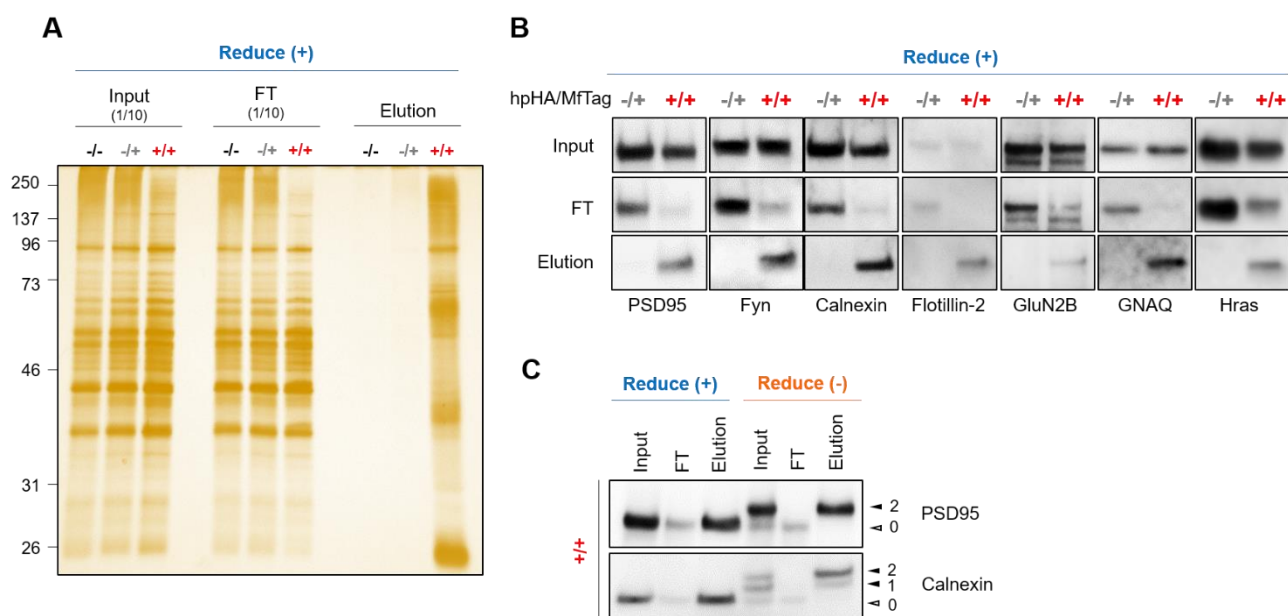 A
Reduce (+)
Input FT Elution
(1/10) (1/10)
-/- -/+ +/+ -/- -/+ +/+ -/- -/+ +/+
250
137
96
73
46
31
26
B
Reduce (+)
hpHA/MfTag -/+ +/+ -/+ +/+ -/+ +/+ -/+ +/+ -/+ +/+ -/+ +/+ -/+ +/+
Input
FT
Elution
PSD95 Fyn Calnexin Flotillin-2 GluN2B GNAQ Hras
C
Reduce (+) Reduce (-)
Input FT Elution Input FT Elution
+/+
2
0
PSD95
2
1
0
Calnexin